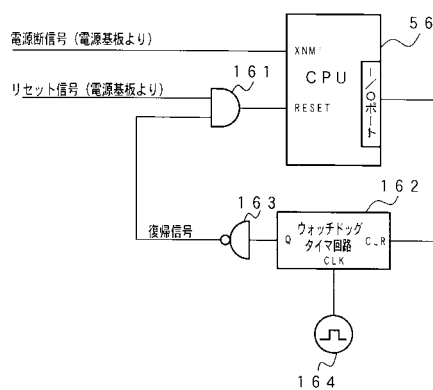 電源断信号（電源基板より）
リセット信号（電源基板より）
161
XNMI
CPU
RESET
I/Oポート
56
復帰信号
163
162
Q
ウォッチドッグ
タイマ回路
CLR
CLK
164